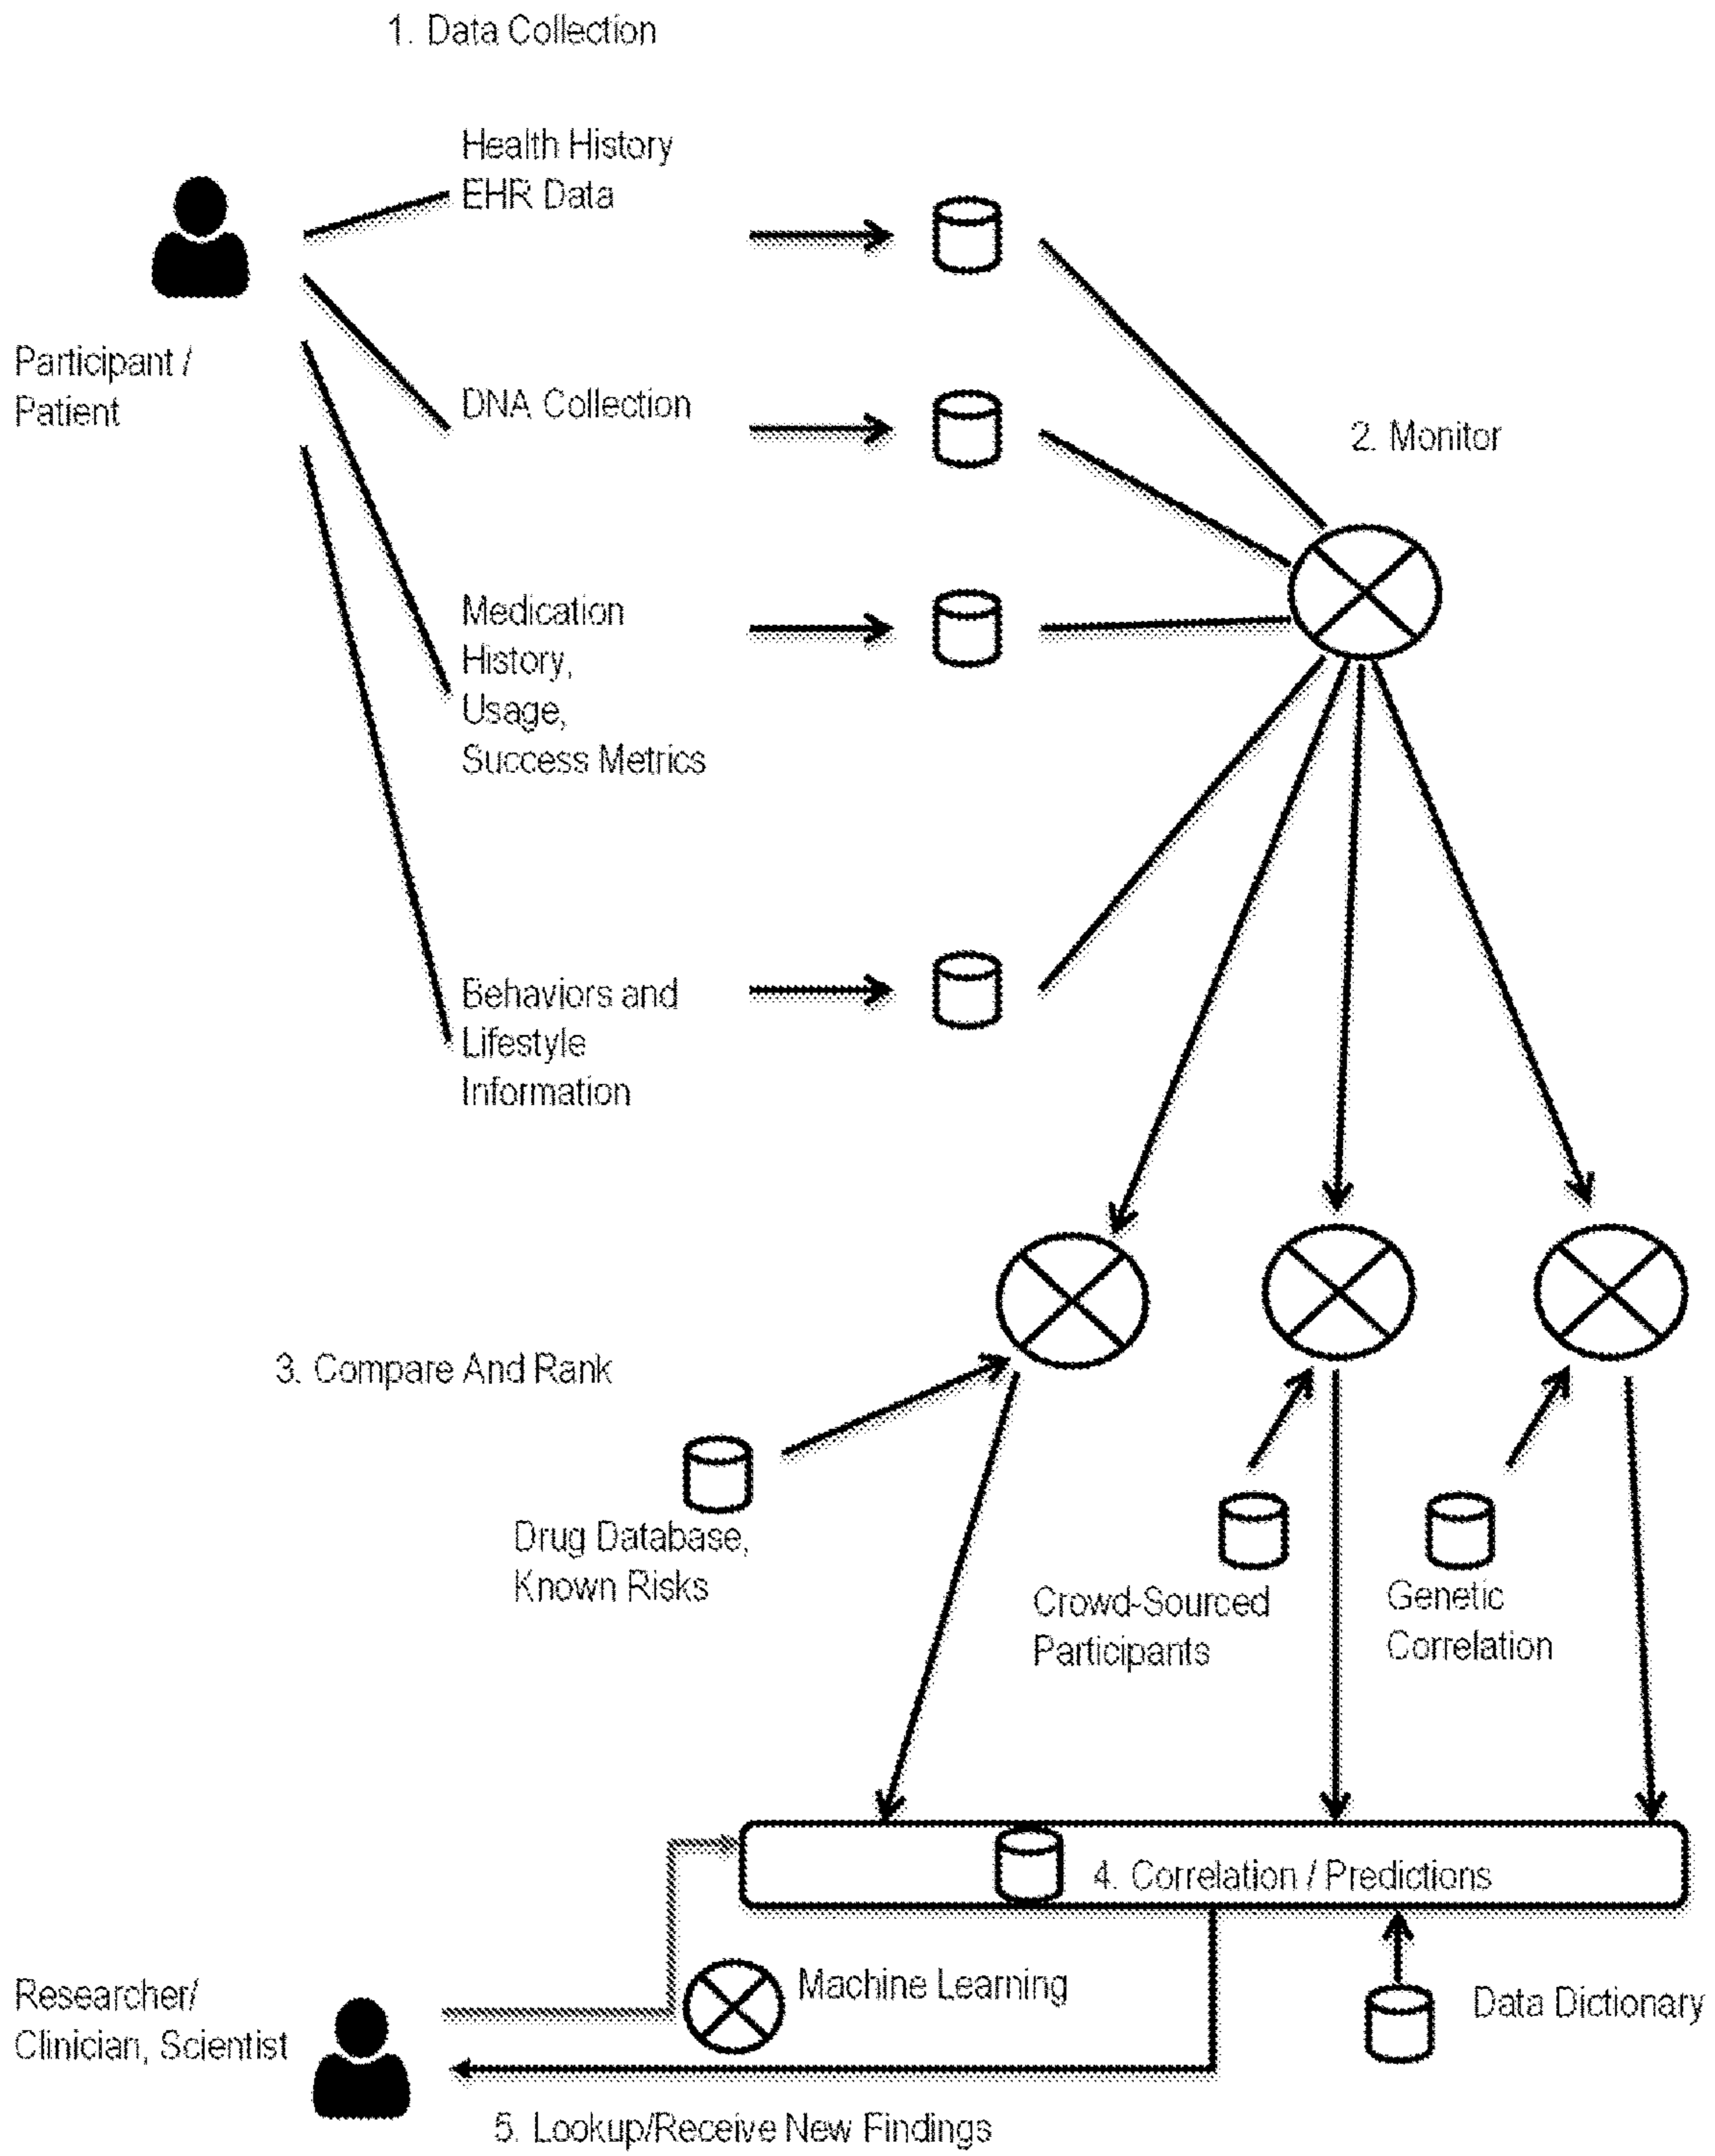 1. Data Collection
Health History
EHR Data
Participant /
Patient
DNA Collection
2. Monitor
Medication
History,
Usage,
Success Metrics
Behaviors and
Lifestyle
Information
3. Compare And Rank
Drug Database,
Known Risks
Crowd-Sourced
Participants
Genetic
Correlation
4. Correlation / Predictions
Machine Learning
Researcher/
Clinician, Scientist
Data Dictionary
5. Lookup/Receive New Findings